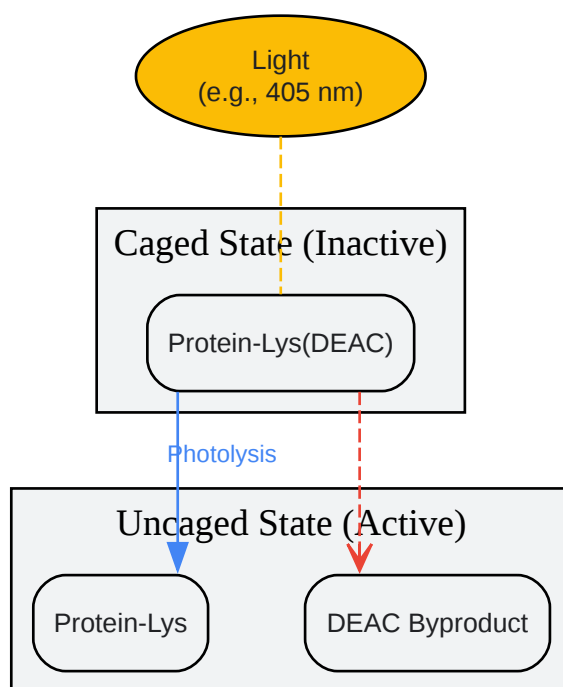 Light
(e.g., 405 nm)
Caged State (Inactive)
Protein-Lys(DEAC)
Photolysis
Uncaged State (Active)
Protein-Lys
DEAC Byproduct